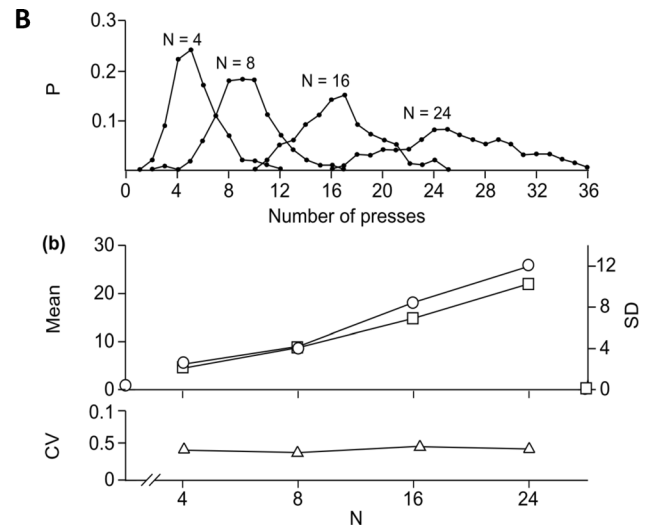 B
0.3
0.2
0.1
P
N = 4
N = 8
N = 16
N = 24
0 4 8 12 16 20 24 28 32 36
Number of presses
(b)
30
20
10
0
Mean
12
8
4
0
SD
0.1
0.5
0
CV
4 8 16 24
N